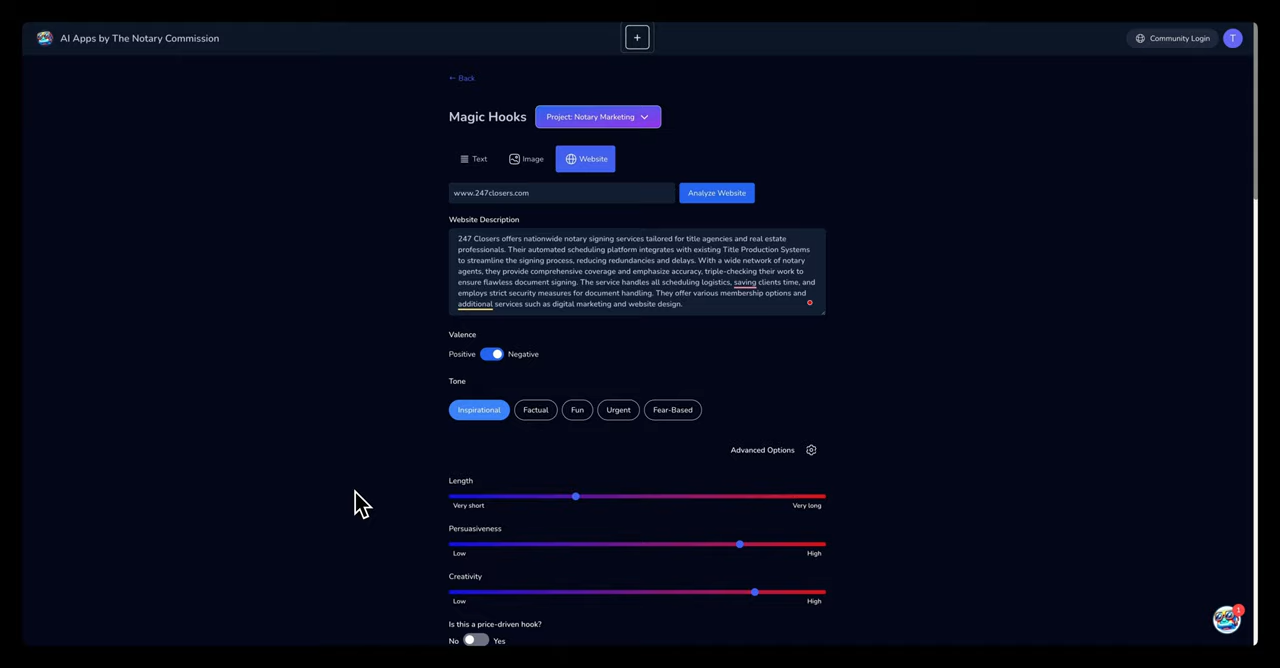 AI Apps by The Notary Commission
+
Community Login
T
← Back
Magic Hooks
Project: Notary Marketing
Text
Image
Website
www.247closers.com
Analyze Website
Website Description
247 Closers offers nationwide notary signing services tailored for title agencies and real estate
professionals. Their automated scheduling platform integrates with existing Title Production Systems
to streamline the signing process, reducing redundancies and delays. With a wide network of notary
agents, they provide comprehensive coverage and emphasize accuracy, triple-checking their work to
ensure flawless document signing. The service handles all scheduling logistics, saving clients time, and
employs strict security measures for document handling. They offer various membership options and
additional services such as digital marketing and website design.
Valence
Positive
Negative
Tone
Inspirational
Factual
Fun
Urgent
Fear-Based
Advanced Options
Length
Very short
Very long
Persuasiveness
Low
High
Creativity
Low
High
Is this a price-driven hook?
No
Yes
1